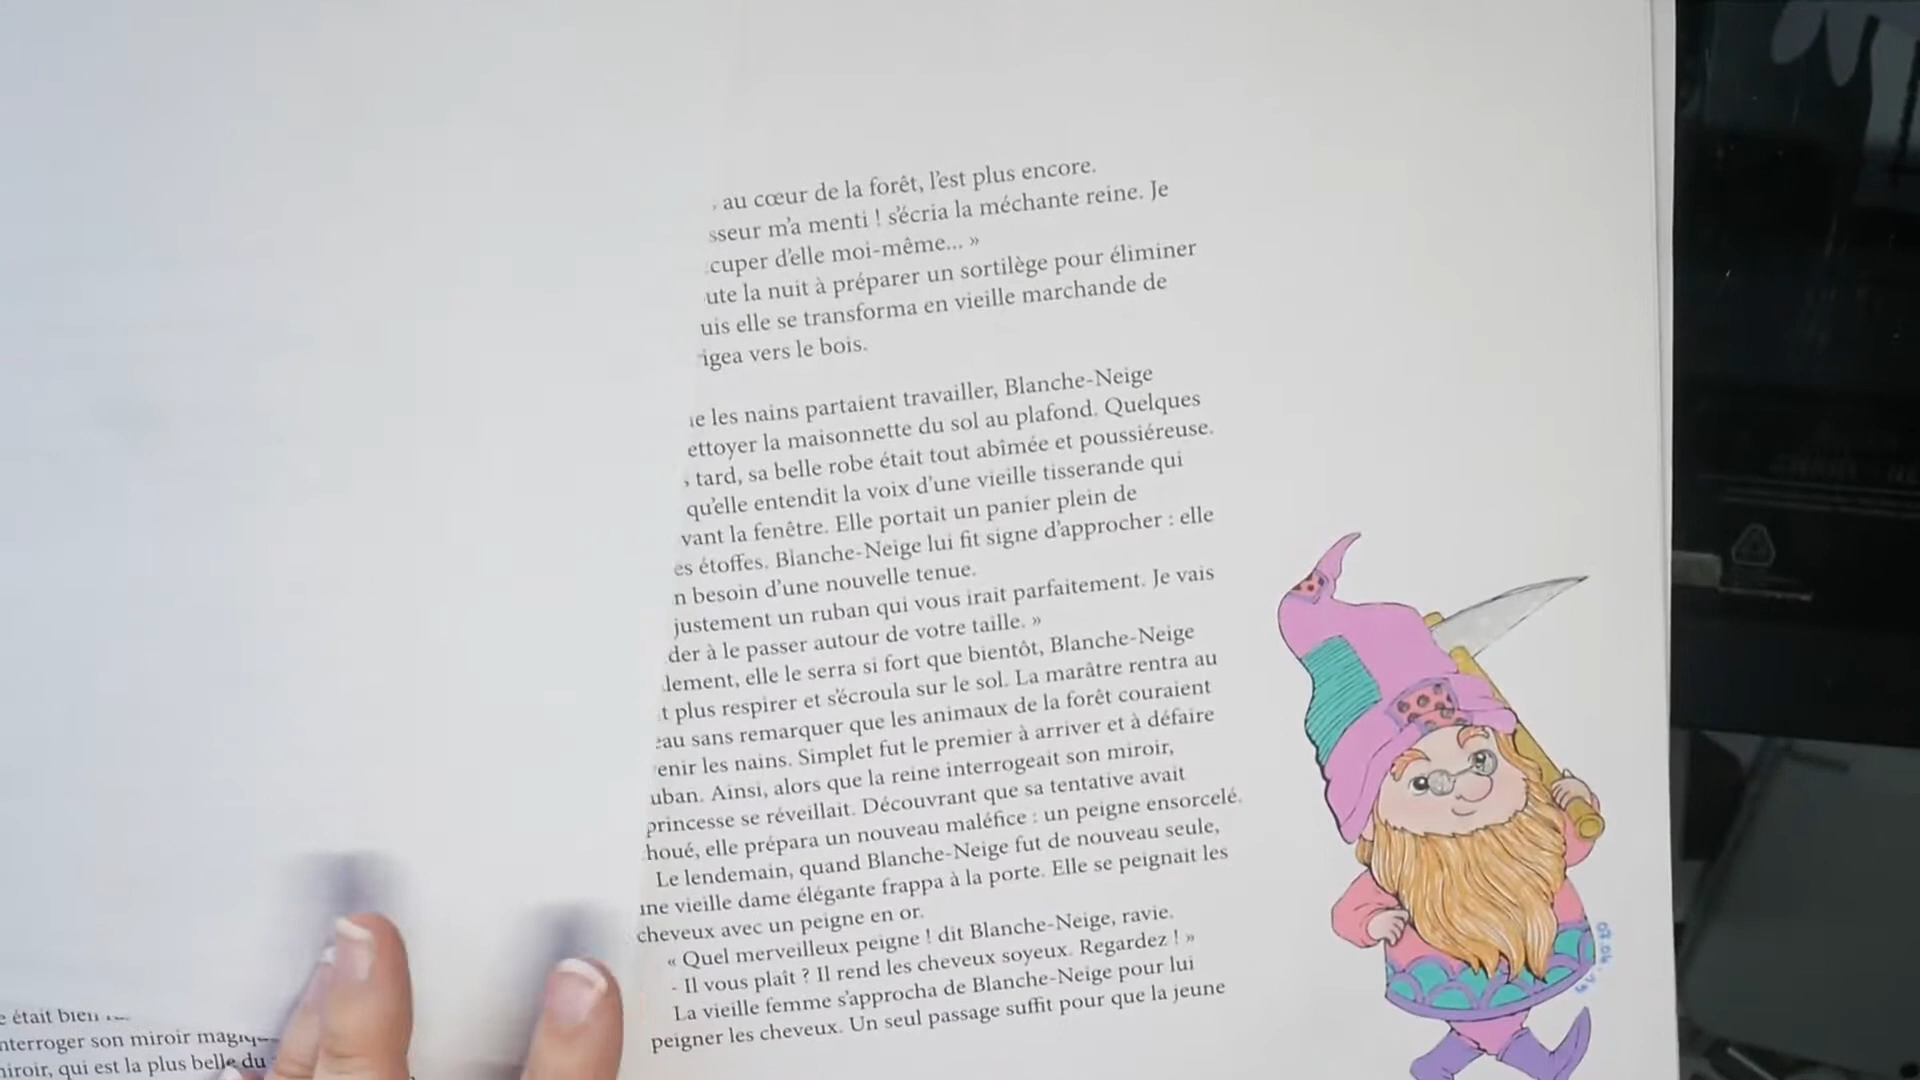 au cœur de la forêt, l'est plus encore.
sseur m'a menti ! s'écria la méchante reine. Je
cuper d'elle moi-même... »
ute la nuit à préparer un sortilège pour éliminer
uis elle se transforma en vieille marchande de
igea vers le bois.
e les nains partaient travailler, Blanche-Neige
ettoyer la maisonnette du sol au plafond. Quelques
, tard, sa belle robe était tout abîmée et poussiéreuse.
qu'elle entendit la voix d'une vieille tisserande qui
vant la fenêtre. Elle portait un panier plein de
es étoffes. Blanche-Neige lui fit signe d'approcher : elle
n besoin d'une nouvelle tenue.
justement un ruban qui vous irait parfaitement. Je vais
der à le passer autour de votre taille. »
lement, elle le serra si fort que bientôt, Blanche-Neige
t plus respirer et s'écroula sur le sol. La marâtre rentra au
eau sans remarquer que les animaux de la forêt couraient
enir les nains. Simplet fut le premier à arriver et à défaire
uban. Ainsi, alors que la reine interrogeait son miroir,
princesse se réveillait. Découvrant que sa tentative avait
houé, elle prépara un nouveau maléfice : un peigne ensorcelé.
Le lendemain, quand Blanche-Neige fut de nouveau seule,
une vieille dame élégante frappa à la porte. Elle se peignait les
cheveux avec un peigne en or.
« Quel merveilleux peigne ! dit Blanche-Neige, ravie.
- Il vous plaît ? Il rend les cheveux soyeux. Regardez ! »
La vieille femme s'approcha de Blanche-Neige pour lui
peigner les cheveux. Un seul passage suffit pour que la jeune
e était bien
nterroger son miroir
iroir, qui est la plus belle du